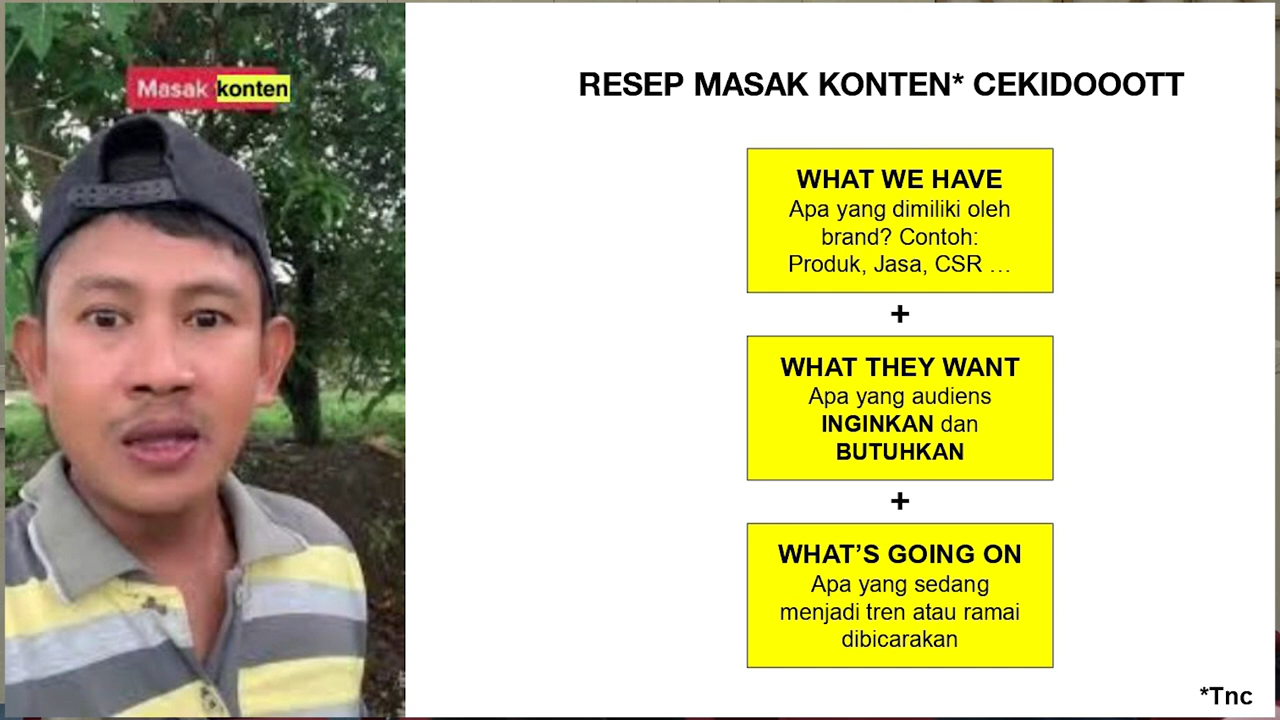 Masak konten
RESEP MASAK KONTEN* CEKIDOOOTT
WHAT WE HAVE
Apa yang dimiliki oleh
brand? Contoh:
Produk, Jasa, CSR …
+
WHAT THEY WANT
Apa yang audiens
INGINKAN dan
BUTUHKAN
+
WHAT’S GOING ON
Apa yang sedang
menjadi tren atau ramai
dibicarakan
*Tnc